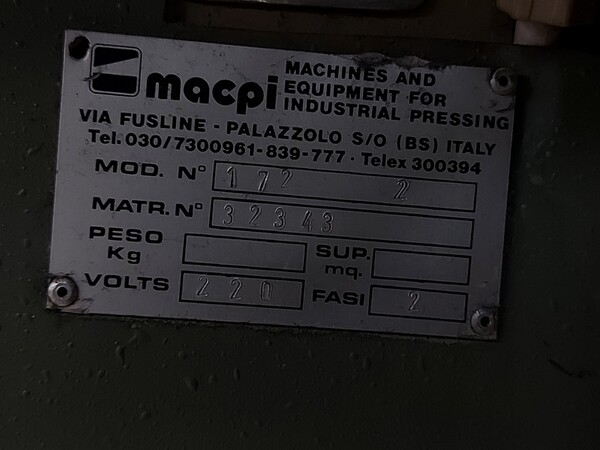 macpi MACHINES AND
EQUIPMENT FOR
INDUSTRIAL PRESSING
VIA FUSLINE - PALAZZOLO S/O (BS) ITALY
Tel. 030/7300961-839-777 · Telex 300394
MOD. N° 172 2
MATR. N° 32343
PESO Kg
SUP. mq.
VOLTS 220 FASI 2